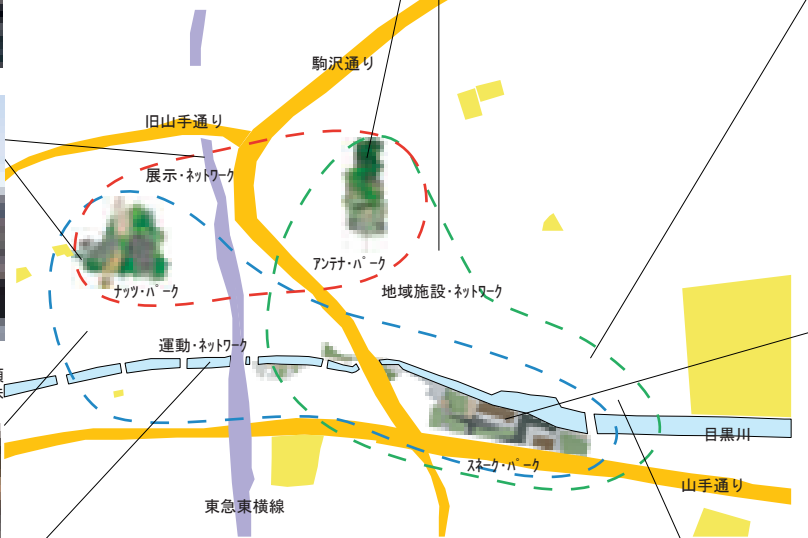 駒沢通り
旧山手通り
展示・ネットワーク
アンテナ・パーク
ナッツ・パーク
地域施設・ネットワーク
運動・ネットワーク
目黒川
スネーク・パーク
山手通り
東急東横線